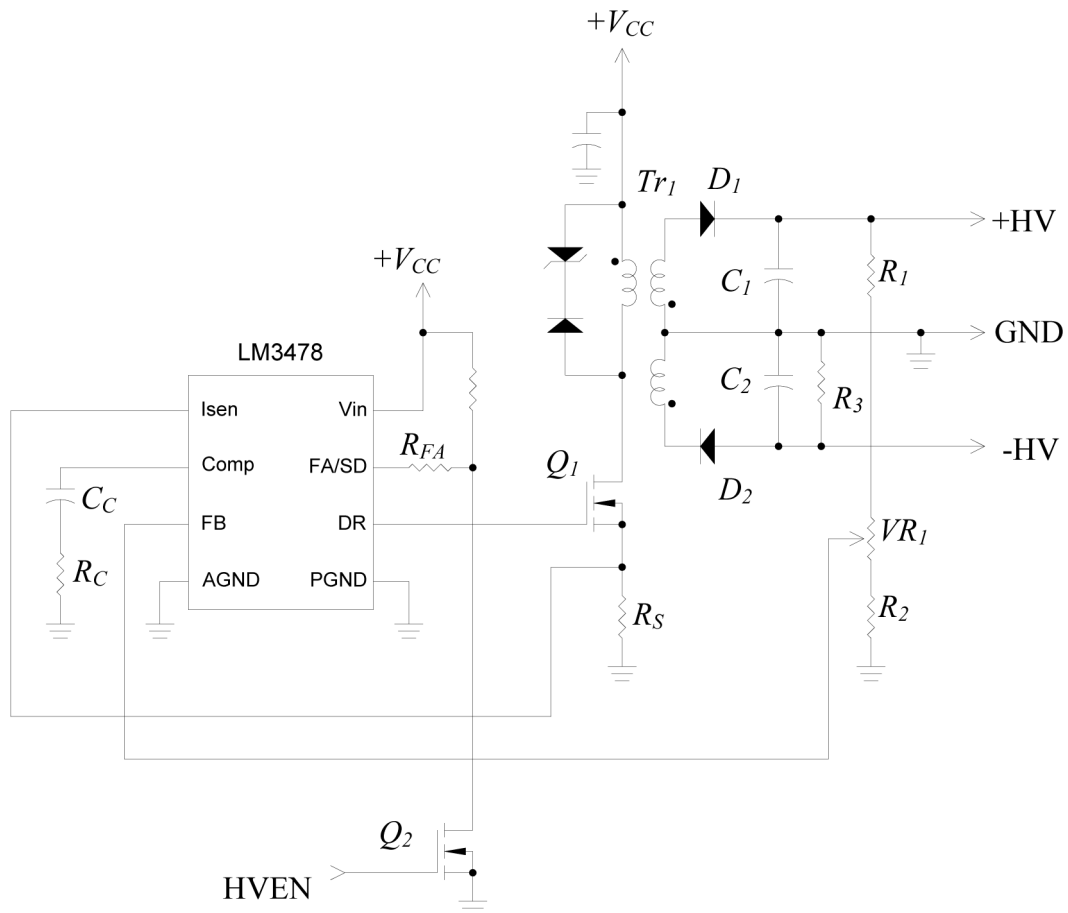 +VCC
Tr1
D1
+HV
R1
C1
+VCC
GND
LM3478
C2
R3
Isen
Vin
-HV
RFA
Q1
Comp
FA/SD
D2
CC
FB
DR
VR1
RC
AGND
PGND
R2
RS
Q2
HVEN